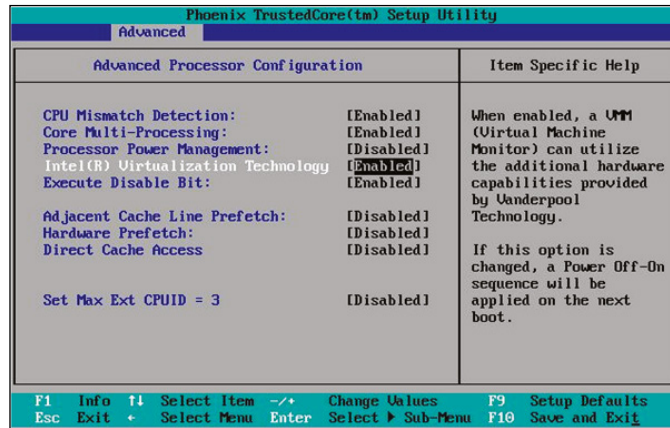 Phoenix TrustedCore(tm) Setup Utility
Advanced
Advanced Processor Configuration
Item Specific Help
CPU Mismatch Detection: [Enabled]
Core Multi-Processing: [Enabled]
Processor Power Management: [Disabled]
Intel(R) Virtualization Technology [Enabled]
Execute Disable Bit: [Enabled]
Adjacent Cache Line Prefetch: [Disabled]
Hardware Prefetch: [Disabled]
Direct Cache Access [Disabled]
Set Max Ext CPUID = 3 [Disabled]
When enabled, a VMM
(Virtual Machine
Monitor) can utilize
the additional hardware
capabilities provided
by Vanderpool
Technology.
If this option is
changed, a Power Off-On
sequence will be
applied on the next
boot.
F1 Info ↑↓ Select Item -/+ Change Values F9 Setup Defaults
Esc Exit ← Select Menu Enter Select ▶ Sub-Menu F10 Save and Exit